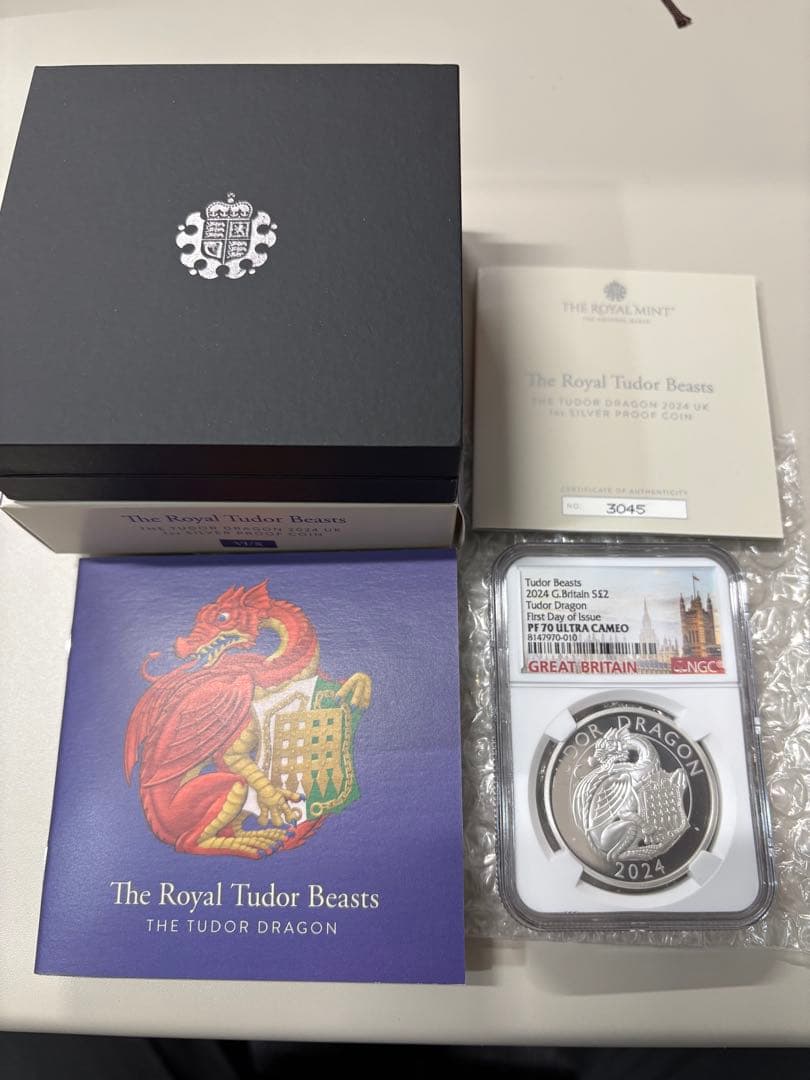 THE ROYAL MINT®
The Royal Tudor Beasts
THE TUDOR DRAGON 2024 UK
1oz SILVER PROOF COIN
CERTIFICATE OF AUTHENTICITY
NO: 3045
The Royal Tudor Beasts
THE TUDOR DRAGON 2024 UK
1oz SILVER PROOF COIN
The Royal Tudor Beasts
THE TUDOR DRAGON
Tudor Beasts
2024 G.Britain S£2
Tudor Dragon
First Day of Issue
PF 70 ULTRA CAMEO
8147970-010
GREAT BRITAIN
NGC
DRAGON
2024